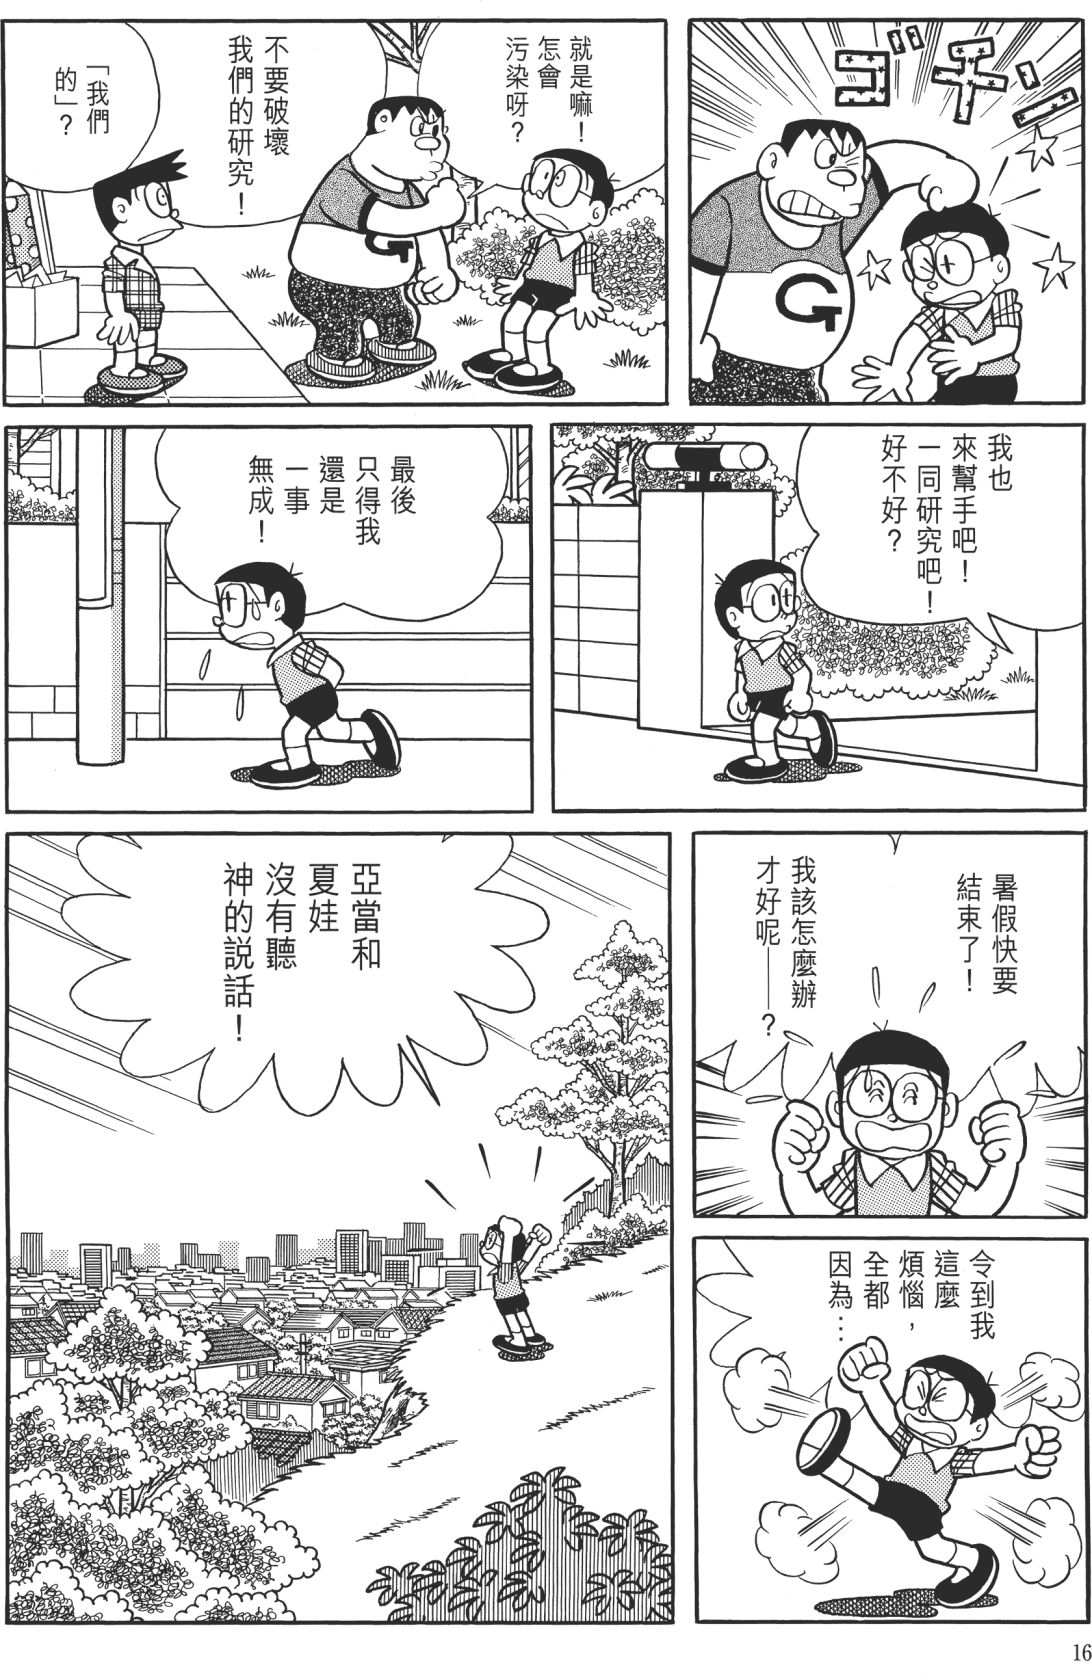 ゴチン
G
就是嘛！
怎會
污染呀？
不要破壞
我們的研究！
G
「我們
的」？
我也
來幫手吧！
一同研究吧！
好不好？
最後
只得我
還是
一事
無成！
暑假快要
結束了！
我該怎麼辦
才好呢——？
令到我
這麼
煩惱，
全都
因為…
亞當和
夏娃
沒有聽
神的説話！
16